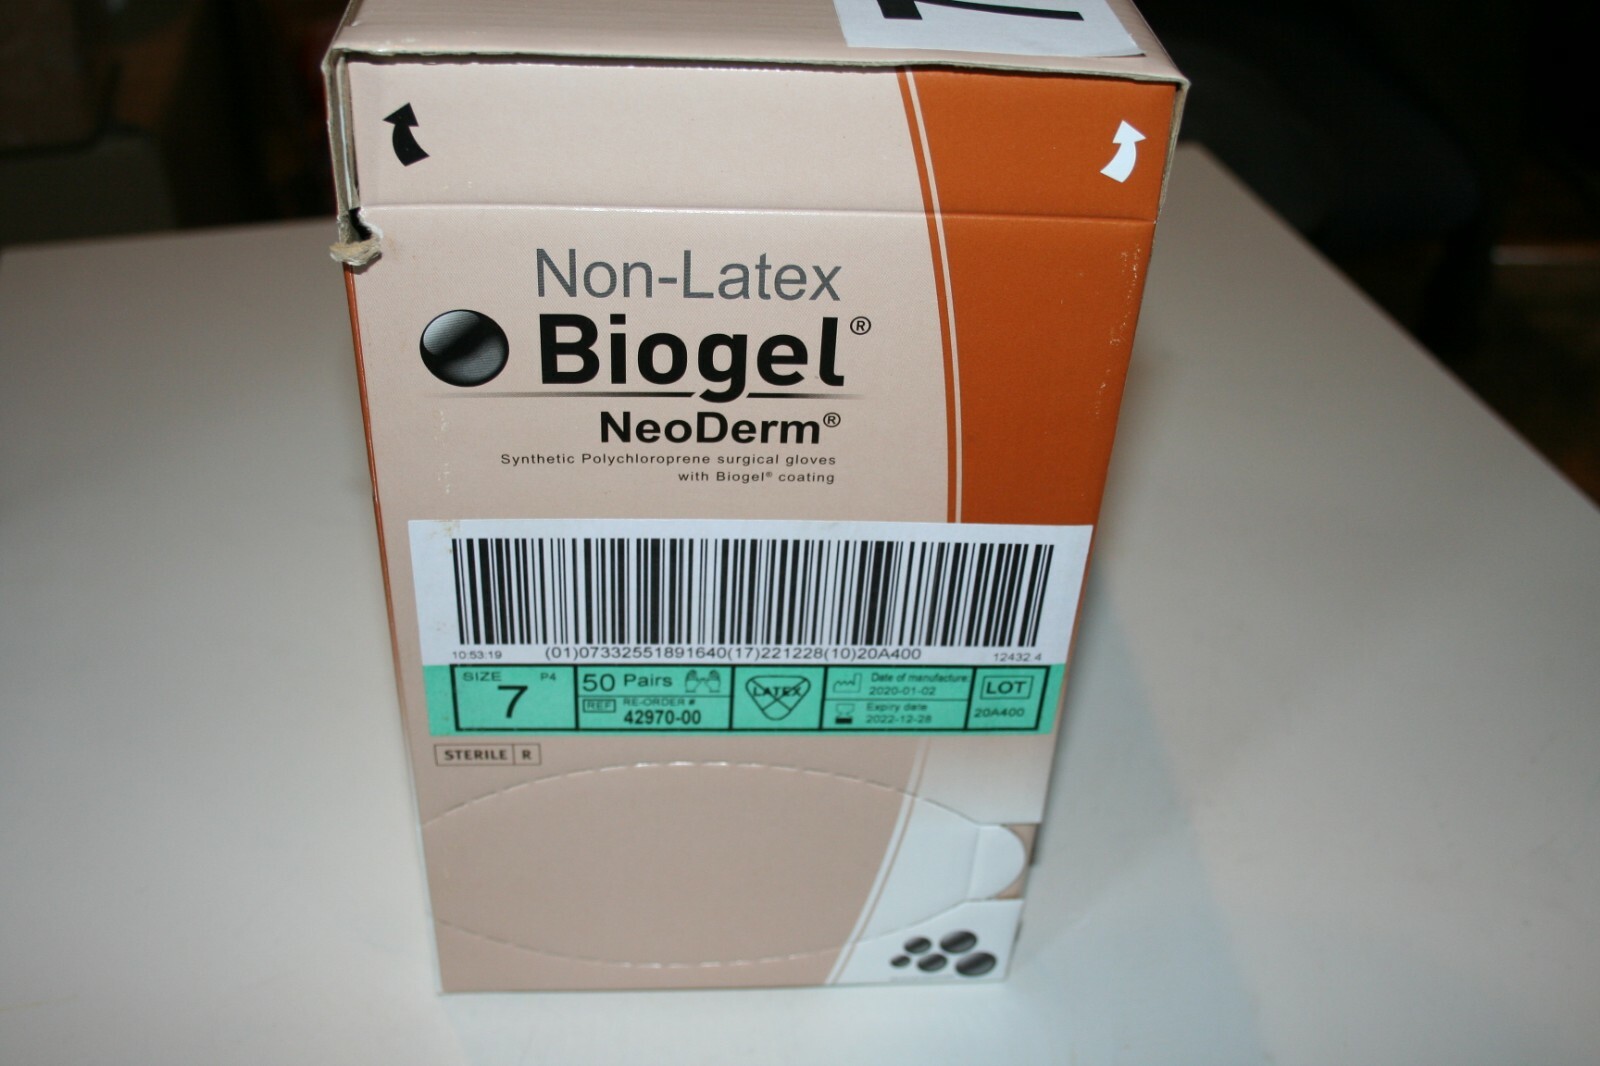 7
Non-Latex
Biogel®
NeoDerm®
Synthetic Polychloroprene surgical gloves
with Biogel® coating
10:53:19 (01)07332551891640(17)221228(10)20A400 12432.4
SIZE P4
7
50 Pairs
REF RE-ORDER #
42970-00
LATEX
Date of manufacture
2020-01-02
Expiry date
2022-12-28
LOT
20A400
STERILE R